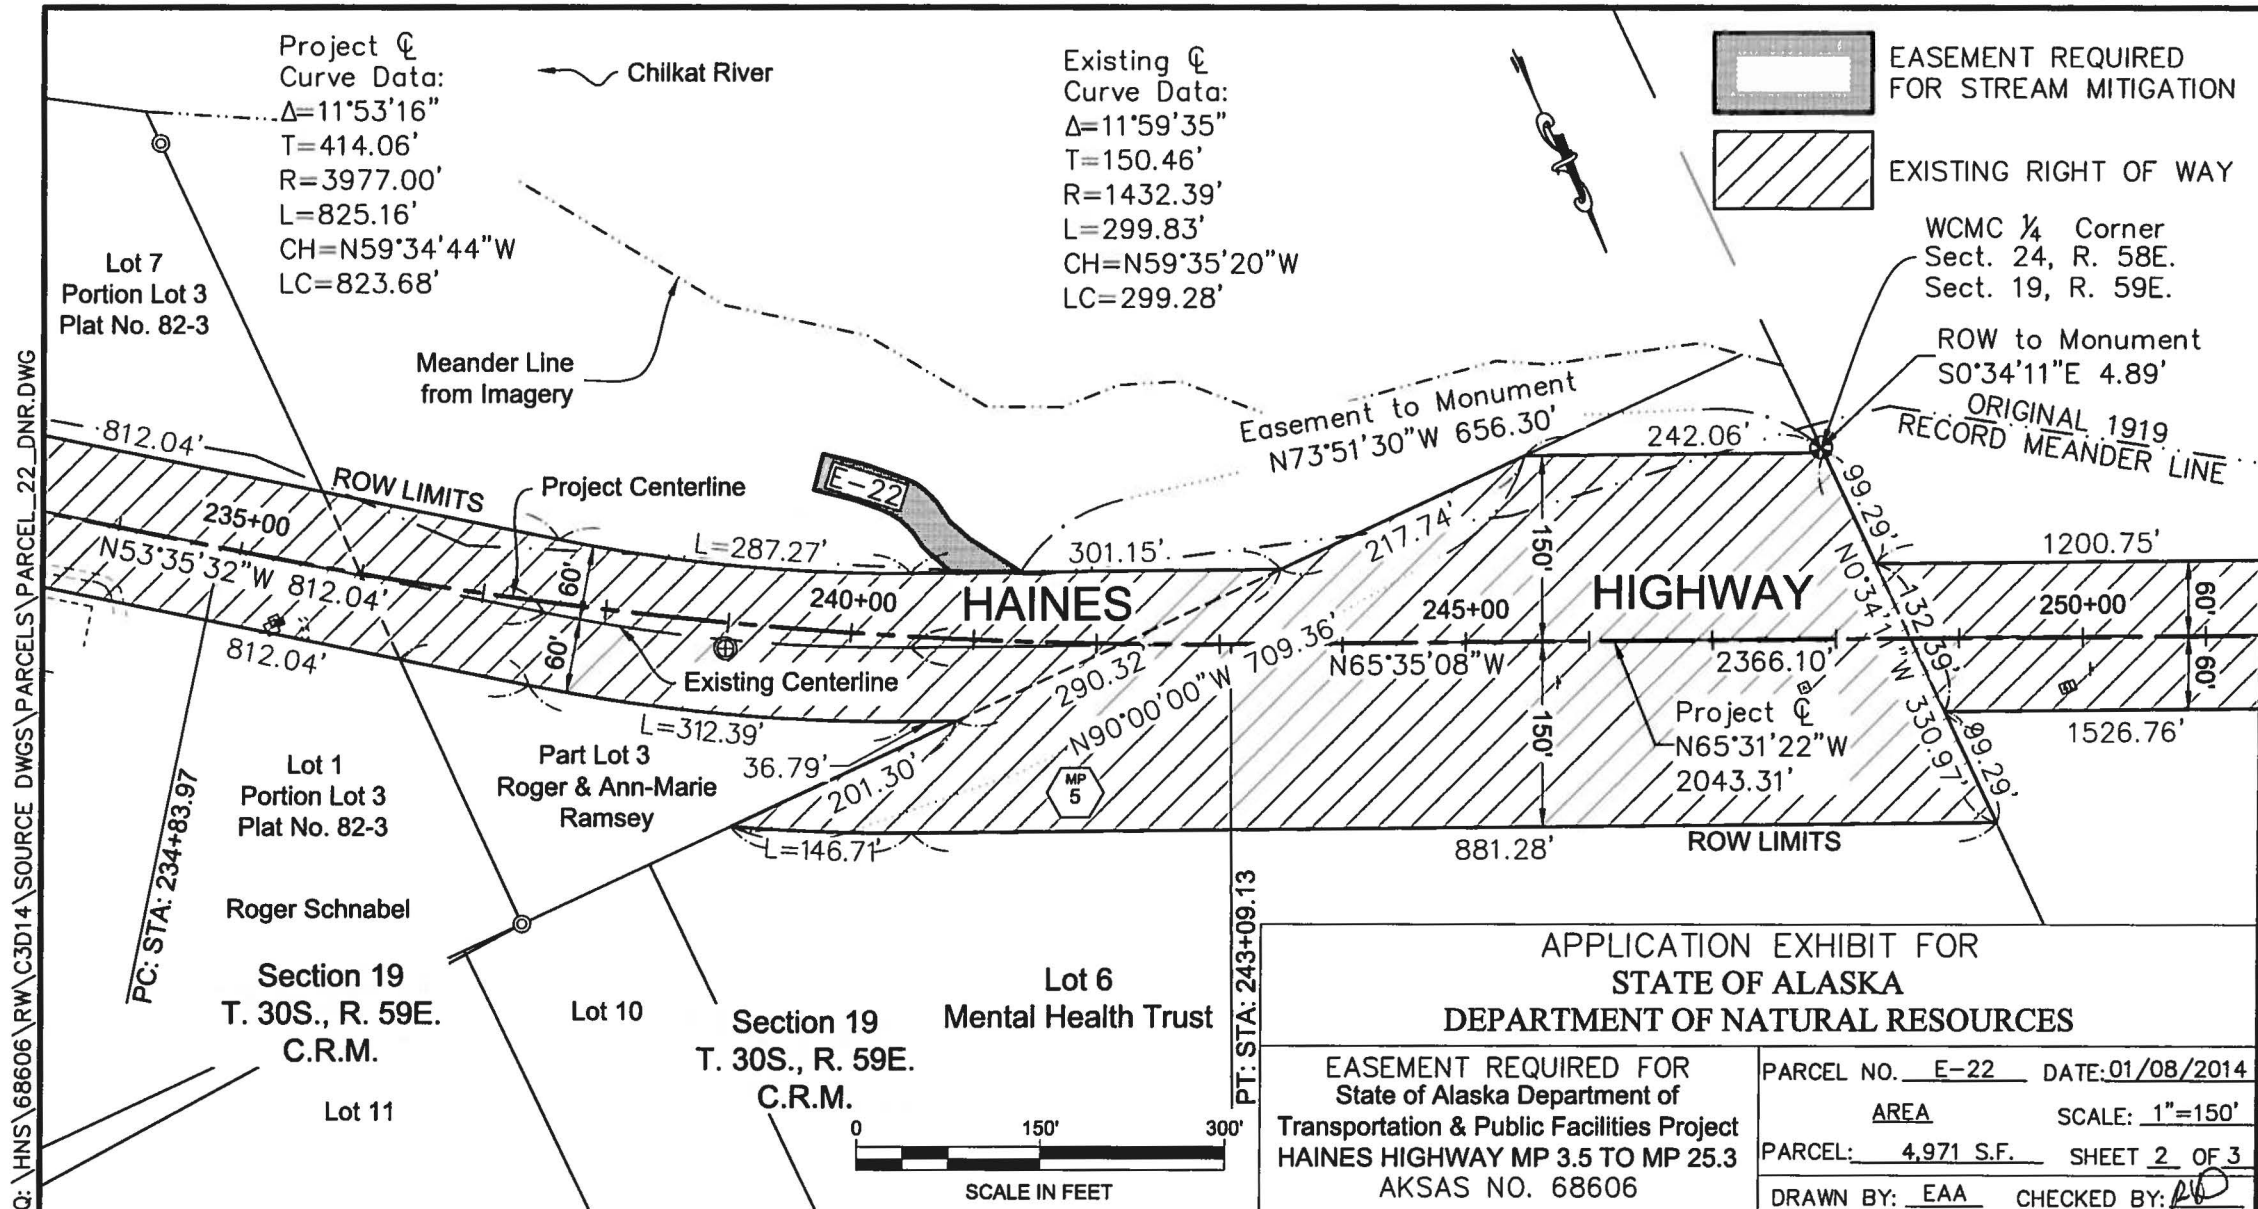 Project ℄
Curve Data:
Δ=11°53'16"
T=414.06'
R=3977.00'
L=825.16'
CH=N59°34'44"W
LC=823.68'
Chilkat River
Existing ℄
Curve Data:
Δ=11°59'35"
T=150.46'
R=1432.39'
L=299.83'
CH=N59°35'20"W
LC=299.28'
EASEMENT REQUIRED
FOR STREAM MITIGATION
EXISTING RIGHT OF WAY
WCMC ¼ Corner
Sect. 24, R. 58E.
Sect. 19, R. 59E.
ROW to Monument
S0°34'11"E 4.89'
ORIGINAL 1919
RECORD MEANDER LINE
Lot 7
Portion Lot 3
Plat No. 82-3
Meander Line
from Imagery
Easement to Monument
N73°51'30"W 656.30'
242.06'
812.04'
ROW LIMITS
Project Centerline
E-22
235+00
N53°35'32"W 812.04'
812.04'
L=287.27'
301.15'
217.74'
150'
99.29'
1200.75'
60'
60'
240+00
HAINES
245+00
HIGHWAY
250+00
60'
60'
N0°34'11"W 330.97'
132.39'
99.29'
Existing Centerline
290.32'
N90°00'00"W 709.36'
N65°35'08"W
2366.10'
Project ℄
N65°31'22"W
2043.31'
150'
1526.76'
L=312.39'
36.79'
201.30'
MP
5
L=146.71'
881.28'
ROW LIMITS
Part Lot 3
Roger & Ann-Marie
Ramsey
Lot 1
Portion Lot 3
Plat No. 82-3
Roger Schnabel
PC: STA: 234+83.97
PT: STA: 243+09.13
Section 19
T. 30S., R. 59E.
C.R.M.
Lot 10
Lot 11
Section 19
T. 30S., R. 59E.
C.R.M.
Lot 6
Mental Health Trust
0 150' 300'
SCALE IN FEET
APPLICATION EXHIBIT FOR
STATE OF ALASKA
DEPARTMENT OF NATURAL RESOURCES
EASEMENT REQUIRED FOR
State of Alaska Department of
Transportation & Public Facilities Project
HAINES HIGHWAY MP 3.5 TO MP 25.3
AKSAS NO. 68606
PARCEL NO. E-22 DATE: 01/08/2014
AREA SCALE: 1"=150'
PARCEL: 4,971 S.F. SHEET 2 OF 3
DRAWN BY: EAA CHECKED BY:
Q:\HNS\68606\RW\C3D14\SOURCE DWGS\PARCELS\PARCEL_22_DNR.DWG